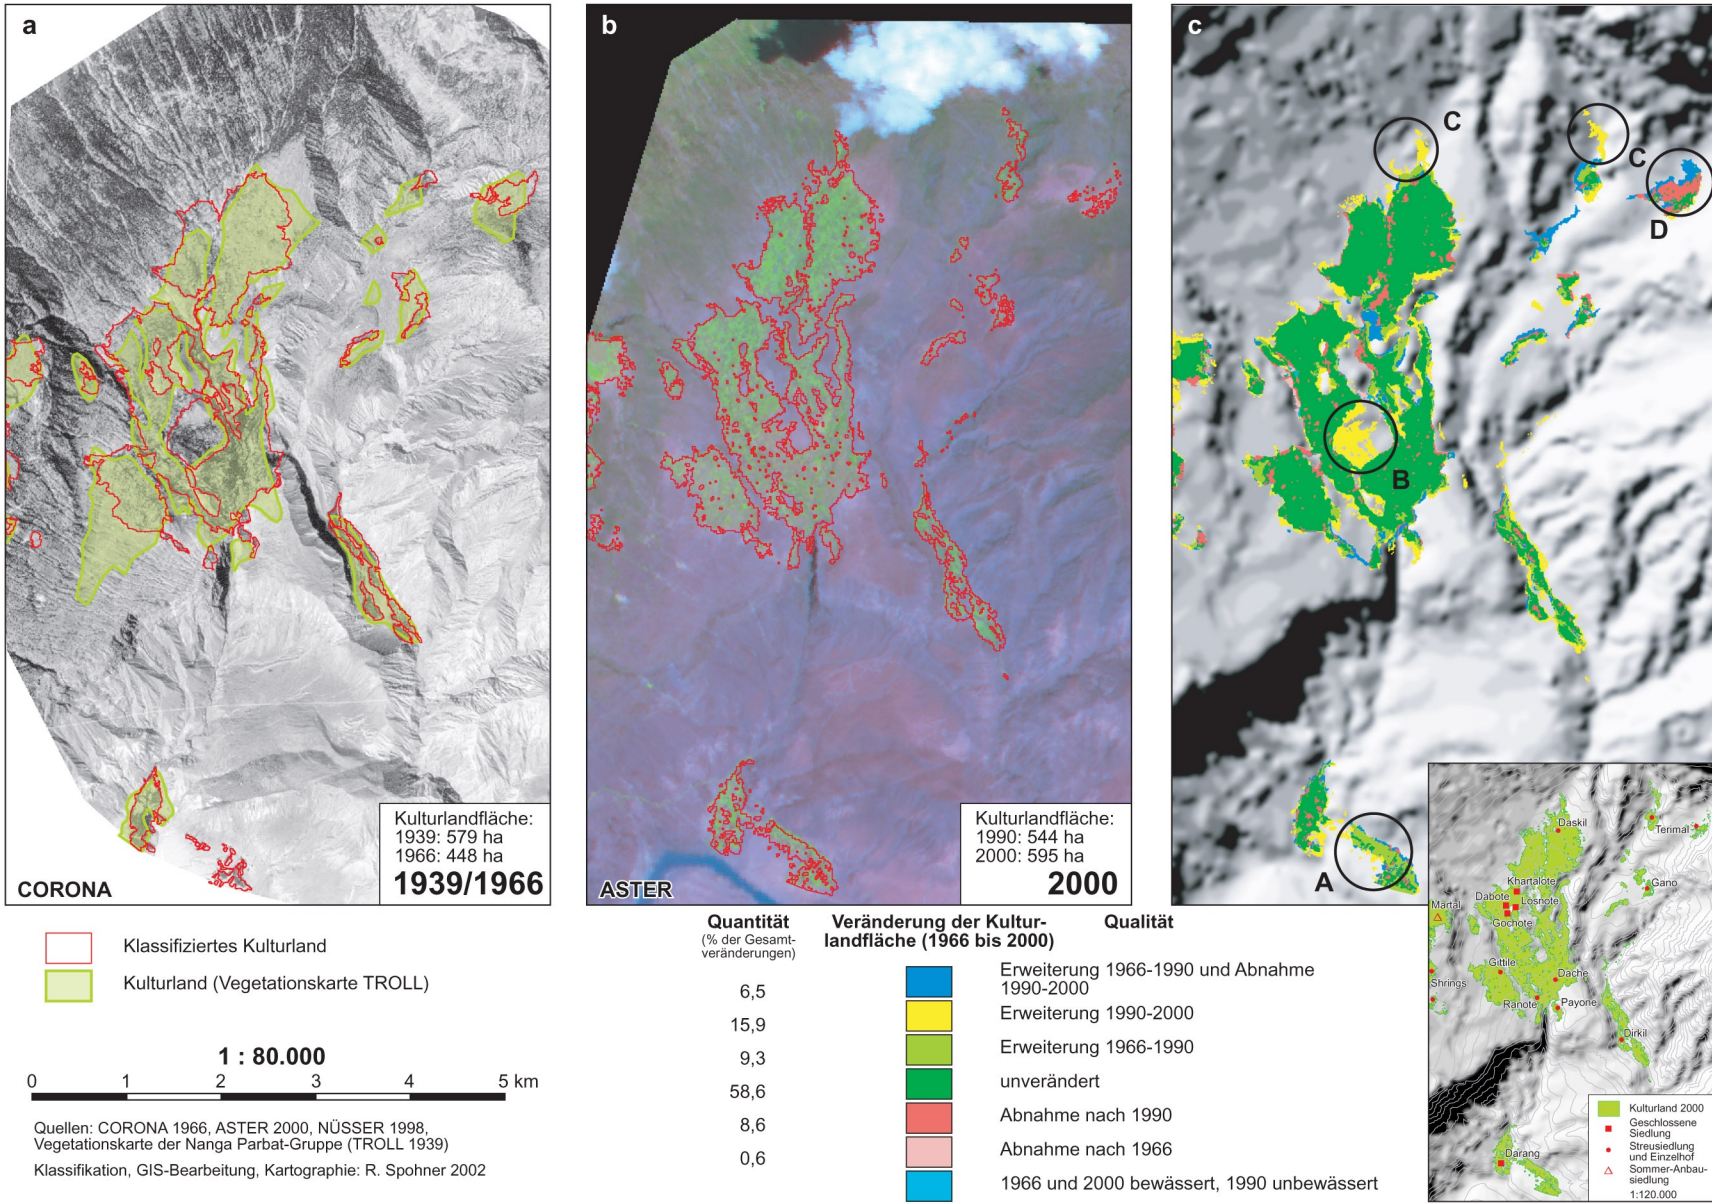 a
Kulturlandfläche:
1939: 579 ha
1966: 448 ha
1939/1966
CORONA
b
Kulturlandfläche:
1990: 544 ha
2000: 595 ha
2000
ASTER
c
C
C
D
B
A
Daskil
Terimal
Khartalote
Gano
Dabote
Losnote
Martal
Gochote
Gittile
Dache
Shrings
Ranote
Payone
Dirkil
Darang
Kulturland 2000
Geschlossene
Siedlung
Streusiedlung
und Einzelhof
Sommer-Anbau-
siedlung
1:120.000
Klassifiziertes Kulturland
Kulturland (Vegetationskarte TROLL)
1 : 80.000
0 1 2 3 4 5 km
Quellen: CORONA 1966, ASTER 2000, NÜSSER 1998,
Vegetationskarte der Nanga Parbat-Gruppe (TROLL 1939)
Klassifikation, GIS-Bearbeitung, Kartographie: R. Spohner 2002
Quantität
(% der Gesamt-
veränderungen)
Veränderung der Kultur-
landfläche (1966 bis 2000)
Qualität
6,5 Erweiterung 1966-1990 und Abnahme
1990-2000
15,9 Erweiterung 1990-2000
9,3 Erweiterung 1966-1990
58,6 unverändert
8,6 Abnahme nach 1990
0,6 Abnahme nach 1966
1966 und 2000 bewässert, 1990 unbewässert